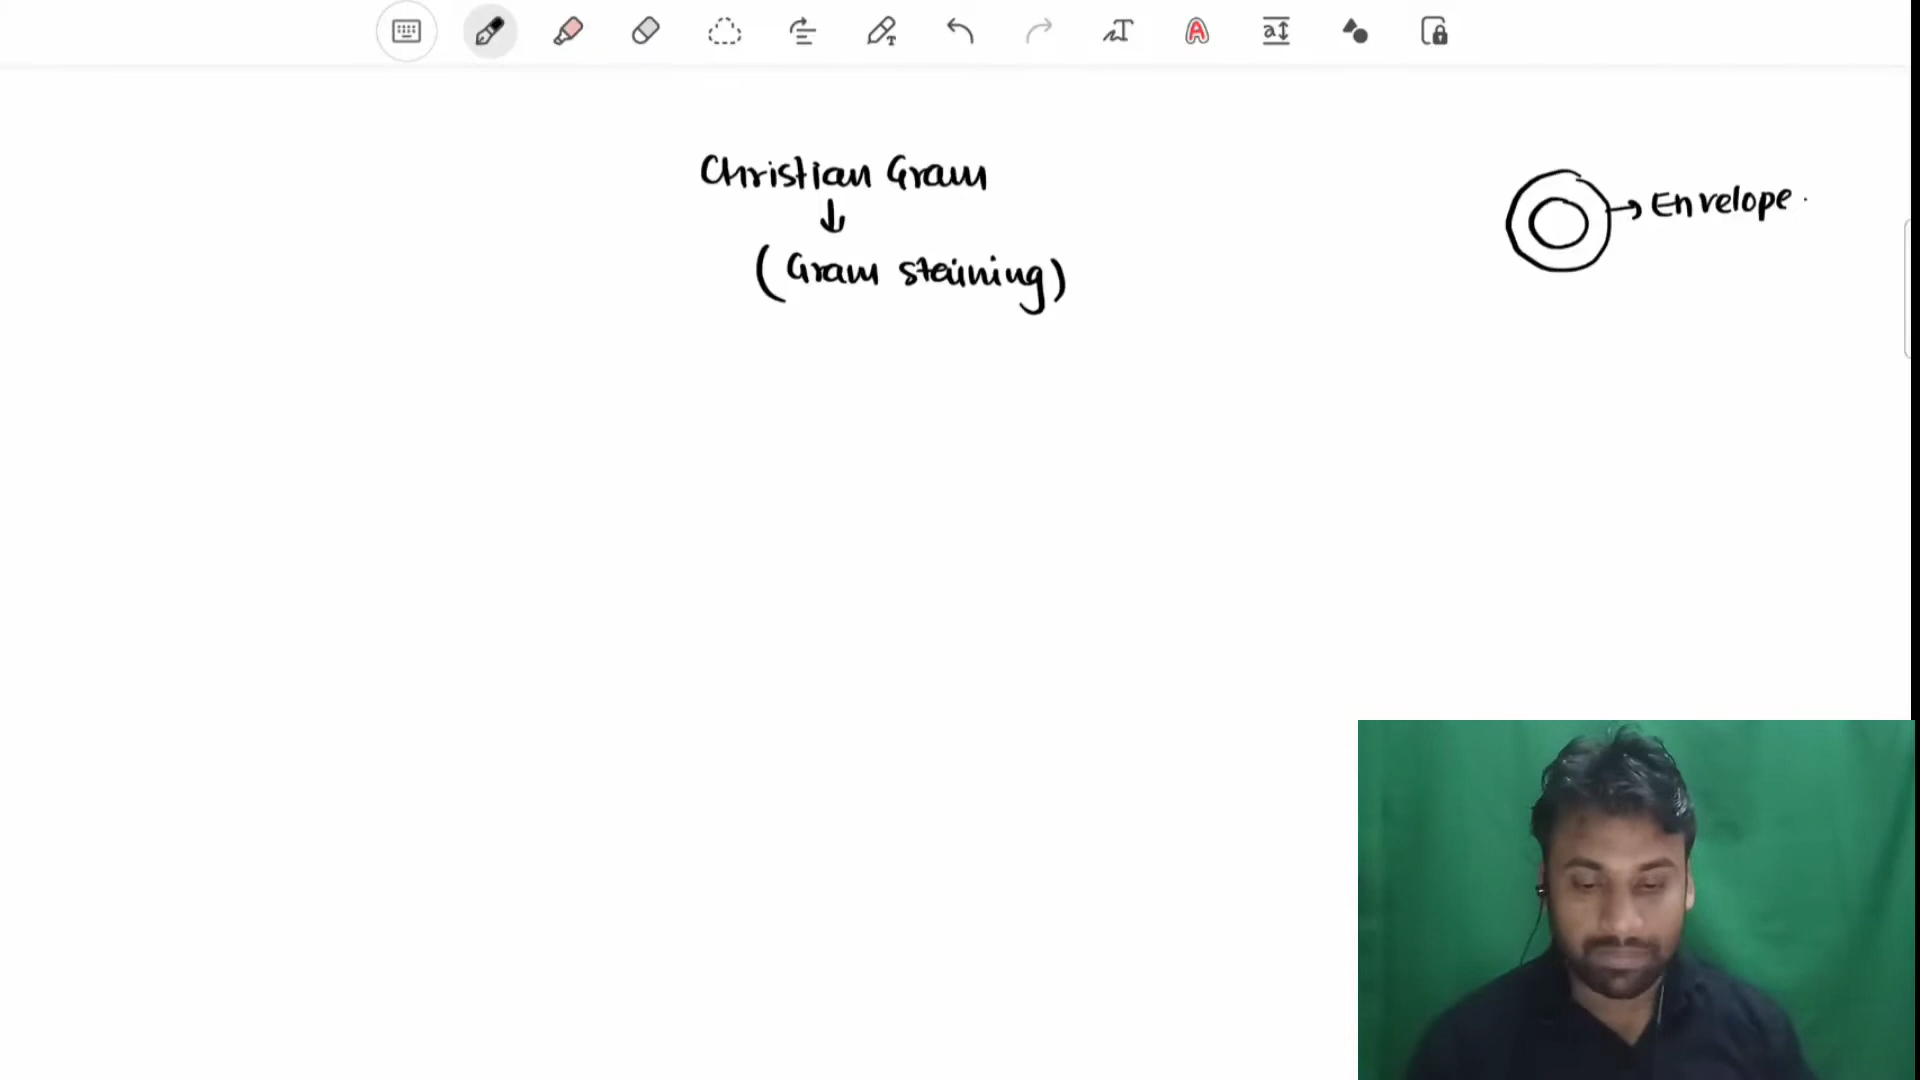 Christian Gram
↓
(Gram staining)
→ Envelope.